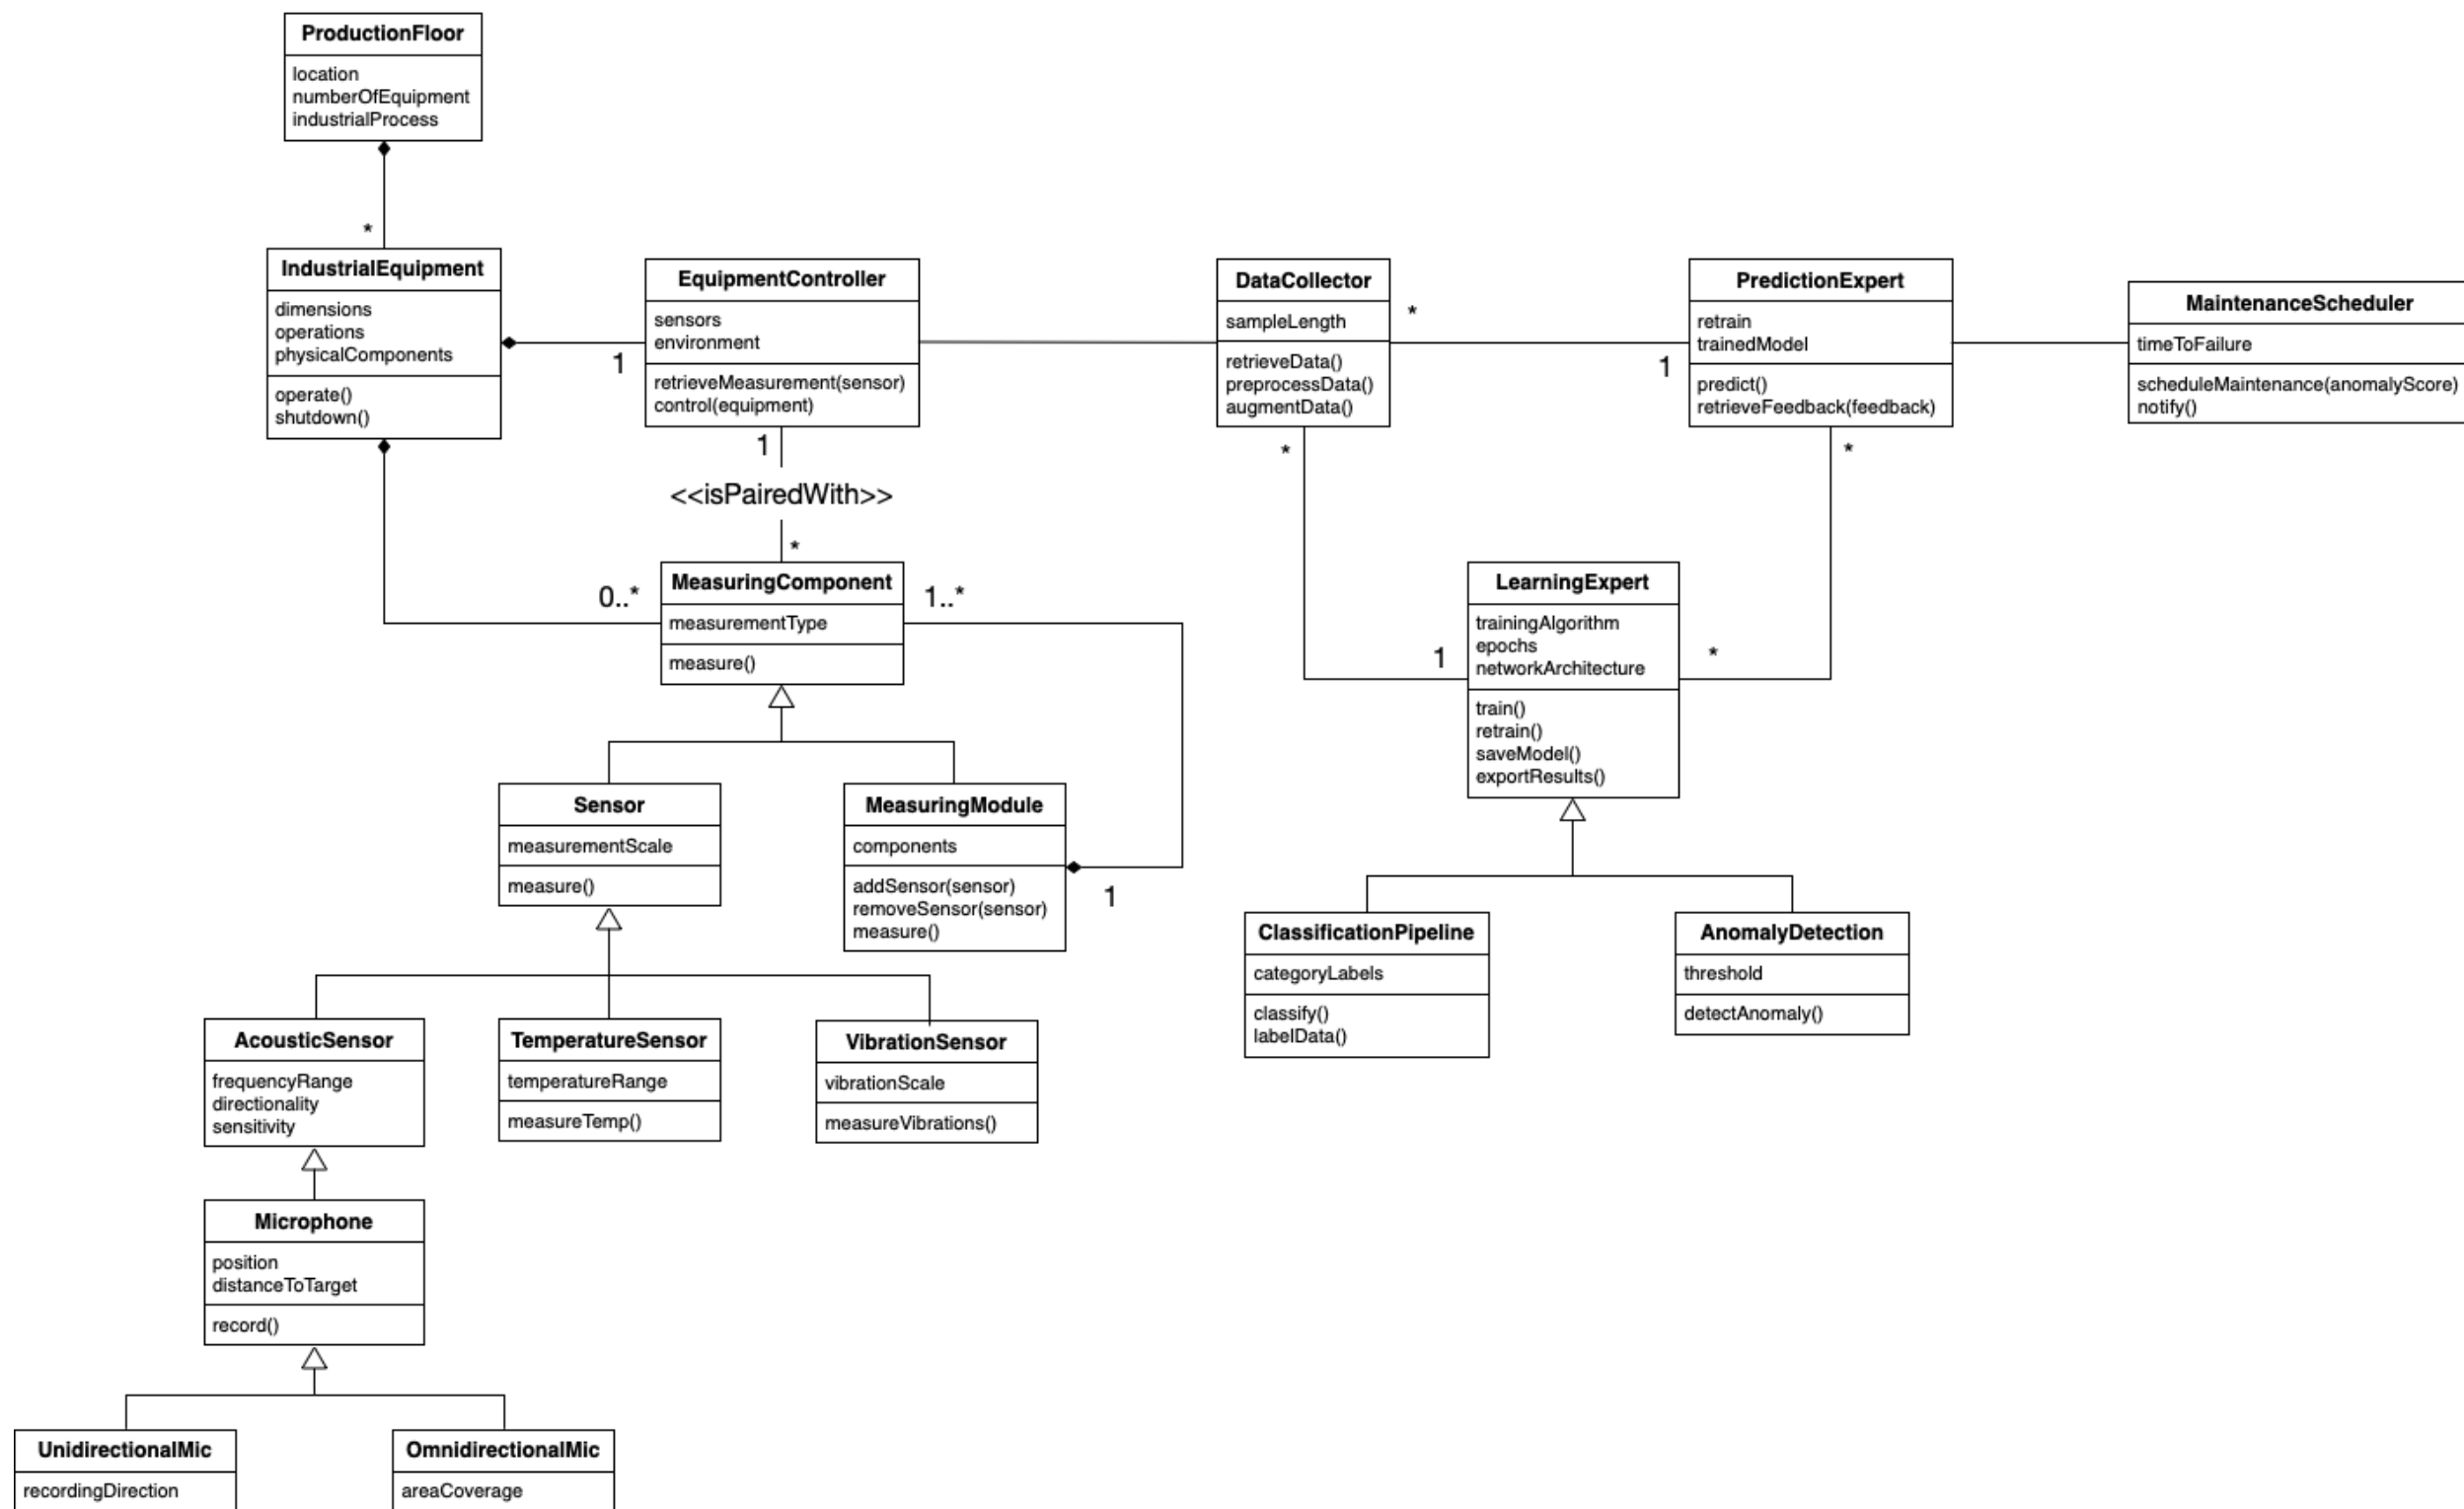 ProductionFloor
location
numberOfEquipment
industrialProcess
*
IndustrialEquipment
dimensions
operations
physicalComponents
operate()
shutdown()
1
EquipmentController
sensors
environment
retrieveMeasurement(sensor)
control(equipment)
DataCollector
sampleLength
retrieveData()
preprocessData()
augmentData()
*
1
PredictionExpert
retrain
trainedModel
predict()
retrieveFeedback(feedback)
MaintenanceScheduler
timeToFailure
scheduleMaintenance(anomalyScore)
notify()
1
<<isPairedWith>>
*
0..*
MeasuringComponent
measurementType
measure()
1..*
*
1
LearningExpert
trainingAlgorithm
epochs
networkArchitecture
train()
retrain()
saveModel()
exportResults()
*
*
Sensor
measurementScale
measure()
MeasuringModule
components
addSensor(sensor)
removeSensor(sensor)
measure()
1
ClassificationPipeline
categoryLabels
classify()
labelData()
AnomalyDetection
threshold
detectAnomaly()
AcousticSensor
frequencyRange
directionality
sensitivity
TemperatureSensor
temperatureRange
measureTemp()
VibrationSensor
vibrationScale
measureVibrations()
Microphone
position
distanceToTarget
record()
UnidirectionalMic
recordingDirection
OmnidirectionalMic
areaCoverage